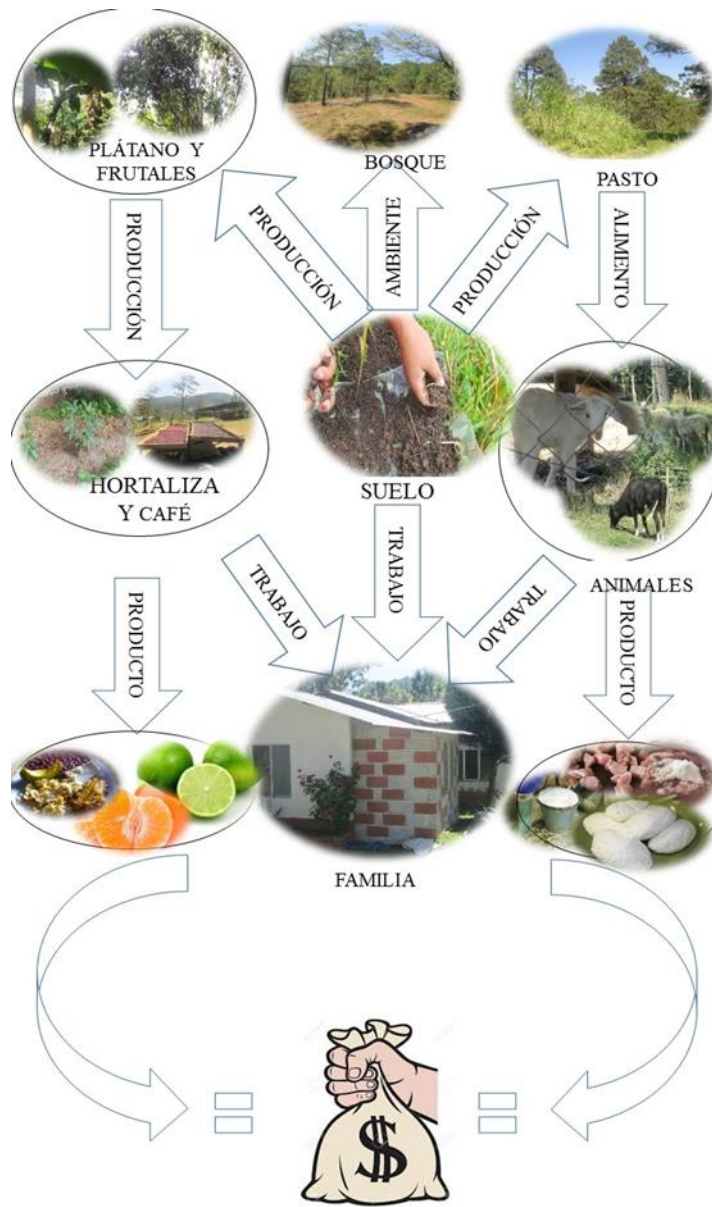 PLÁTANO Y
FRUTALES
BOSQUE
PASTO
PRODUCCIÓN
PRODUCCIÓN
AMBIENTE
PRODUCCIÓN
ALIMENTO
HORTALIZA
Y CAFÉ
SUELO
ANIMALES
TRABAJO
TRABAJO
TRABAJO
PRODUCTO
PRODUCTO
FAMILIA
=
=
$